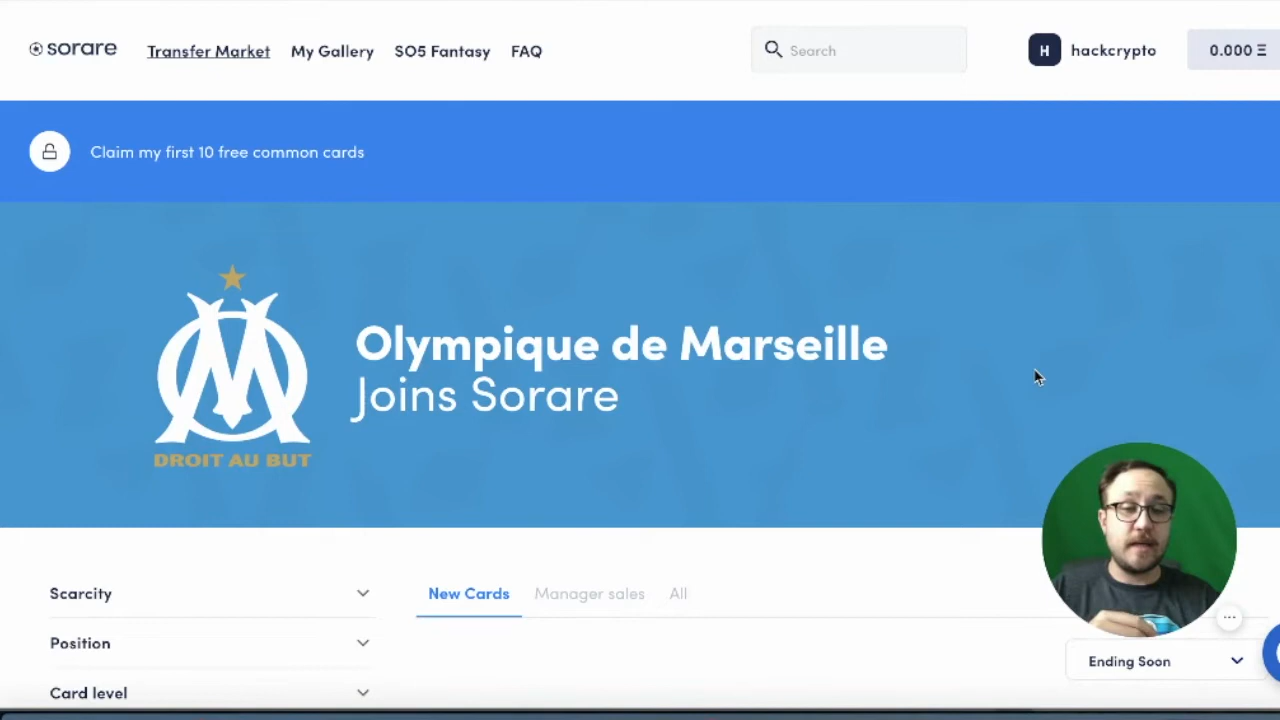 sorare
Transfer Market My Gallery SO5 Fantasy FAQ
Search
H hackcrypto
0.000 Ξ
Claim my first 10 free common cards
DROIT AU BUT
Olympique de Marseille
Joins Sorare
Scarcity
Position
Card level
New Cards Manager sales All
Ending Soon